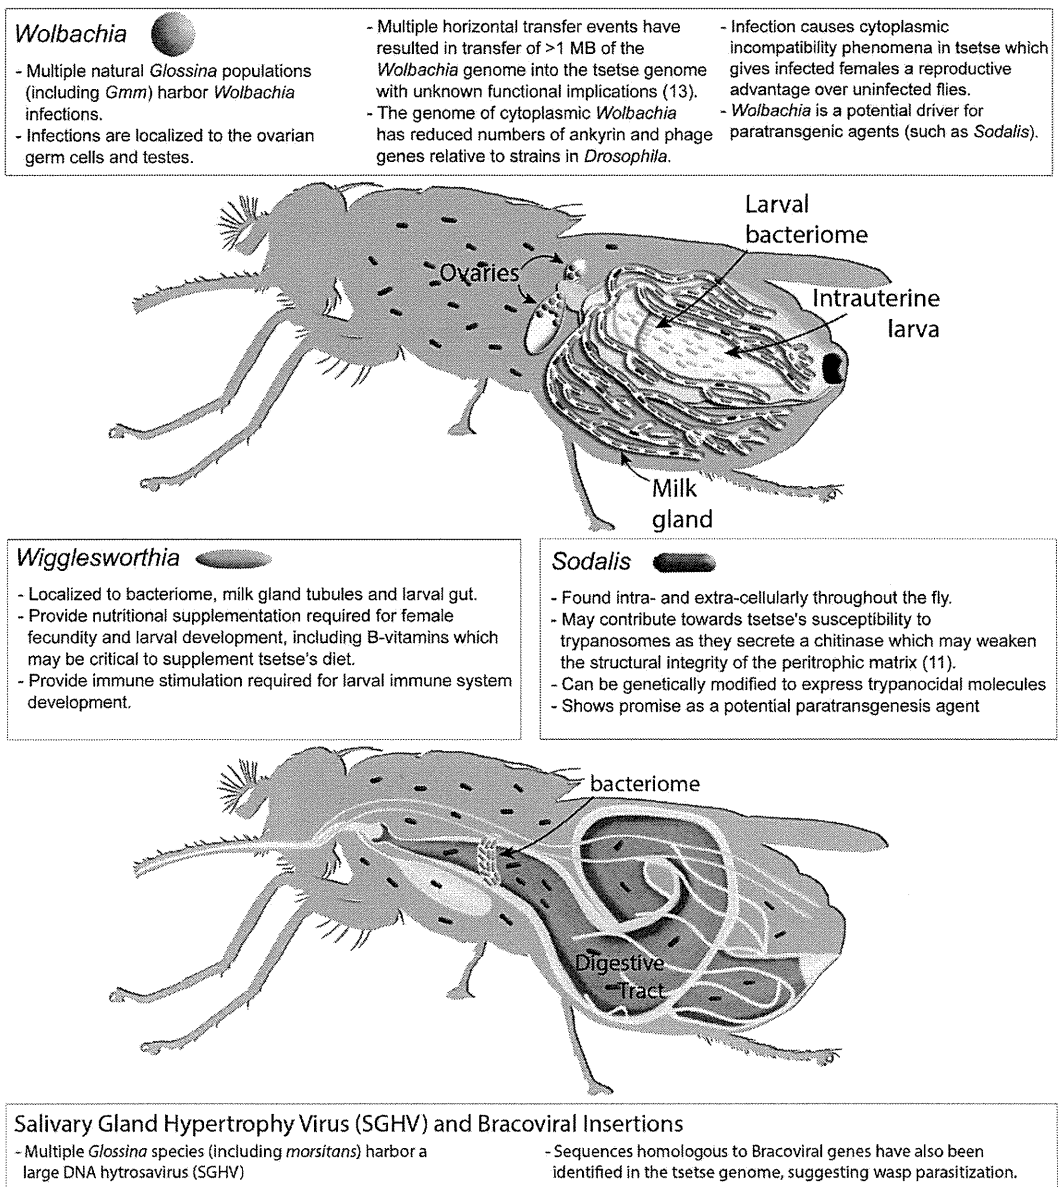 Wolbachia
- Multiple natural Glossina populations
(including Gmm) harbor Wolbachia
infections.
- Infections are localized to the ovarian
germ cells and testes.
- Multiple horizontal transfer events have
resulted in transfer of >1 MB of the
Wolbachia genome into the tsetse genome
with unknown functional implications (13).
- The genome of cytoplasmic Wolbachia
has reduced numbers of ankyrin and phage
genes relative to strains in Drosophila.
- Infection causes cytoplasmic
incompatibility phenomena in tsetse which
gives infected females a reproductive
advantage over uninfected flies.
- Wolbachia is a potential driver for
paratransgenic agents (such as Sodalis).
Larval
bacteriome
Ovaries
Intrauterine
larva
Milk
gland
Wigglesworthia
- Localized to bacteriome, milk gland tubules and larval gut.
- Provide nutritional supplementation required for female
fecundity and larval development, including B-vitamins which
may be critical to supplement tsetse's diet.
- Provide immune stimulation required for larval immune system
development.
Sodalis
- Found intra- and extra-cellularly throughout the fly.
- May contribute towards tsetse's susceptibility to
trypanosomes as they secrete a chitinase which may weaken
the structural integrity of the peritrophic matrix (11).
- Can be genetically modified to express trypanocidal molecules
- Shows promise as a potential paratransgenesis agent
bacteriome
Digestive
Tract
Salivary Gland Hypertrophy Virus (SGHV) and Bracoviral Insertions
- Multiple Glossina species (including morsitans) harbor a
large DNA hytrosavirus (SGHV)
- Sequences homologous to Bracoviral genes have also been
identified in the tsetse genome, suggesting wasp parasitization.